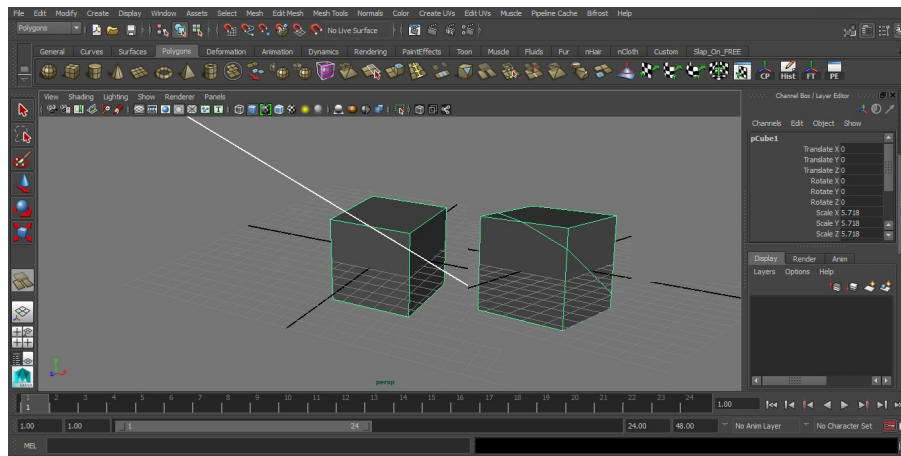 File Edit Modify Create Display Window Assets Select Mesh Edit Mesh Mesh Tools Normals Color Create UVs Edit UVs Muscle Pipeline Cache Bifrost Help
Polygons No Live Surface
General Curves Surfaces Polygons Deformation Animation Dynamics Rendering PaintEffects Toon Muscle Fluids Fur nHair nCloth Custom Slap_On_FREE
CP Hist FT PE
View Shading Lighting Show Renderer Panels
Channel Box / Layer Editor
Channels Edit Object Show
pCube1
Translate X 0
Translate Y 0
Translate Z 0
Rotate X 0
Rotate Y 0
Rotate Z 0
Scale X 5.718
Scale Y 5.718
Scale Z 5.718
Display Render Anim
Layers Options Help
persp
1 2 3 4 5 6 7 8 9 10 11 12 13 14 15 16 17 18 19 20 21 22 23 24
1 1.00
1.00 1.00 1 24 24.00 48.00 No Anim Layer No Character Set
MEL